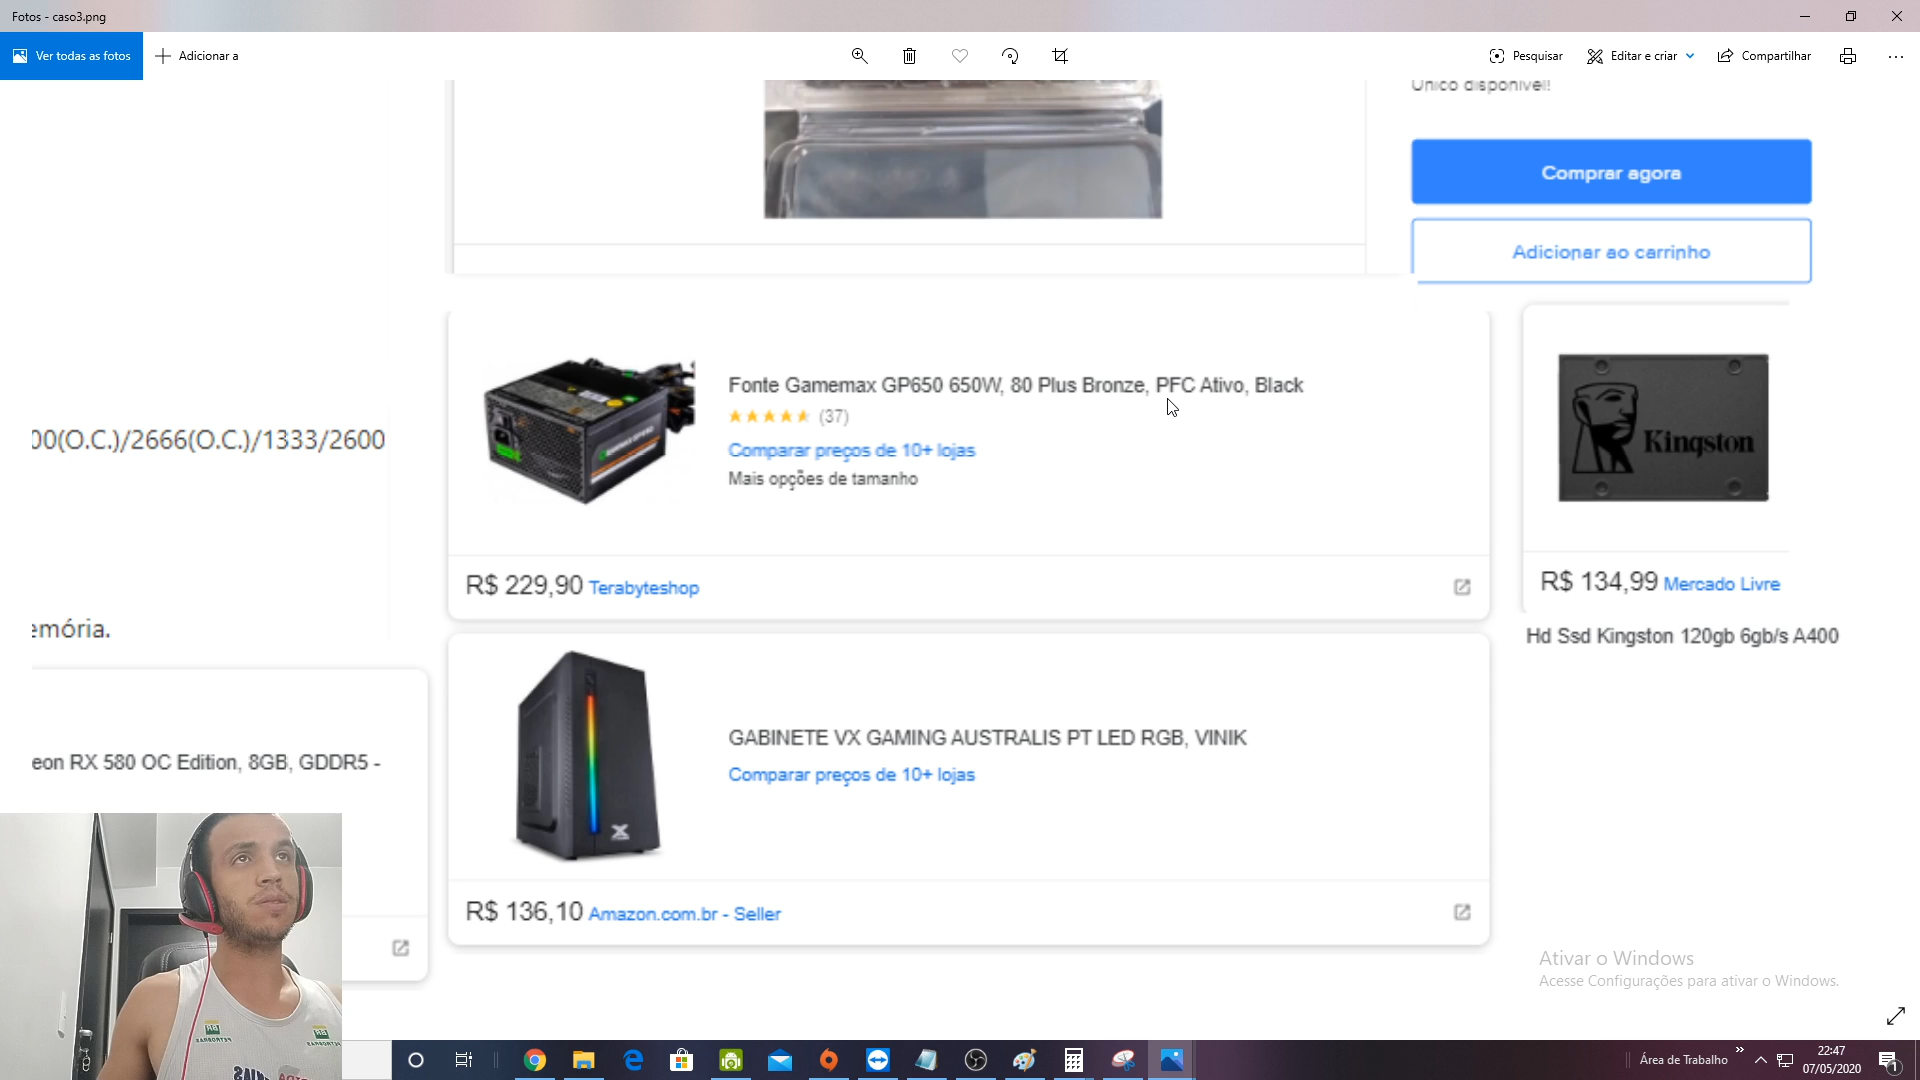 Fotos - caso3.png
Ver todas as fotos
Adicionar a
Pesquisar
Editar e criar
Compartilhar
Único disponível!
Comprar agora
Adicionar ao carrinho
00(O.C.)/2666(O.C.)/1333/2600
emória.
eon RX 580 OC Edition, 8GB, GDDR5 -
Fonte Gamemax GP650 650W, 80 Plus Bronze, PFC Ativo, Black
(37)
Comparar preços de 10+ lojas
Mais opções de tamanho
R$ 229,90 Terabyteshop
GABINETE VX GAMING AUSTRALIS PT LED RGB, VINIK
Comparar preços de 10+ lojas
R$ 136,10 Amazon.com.br - Seller
Kingston
R$ 134,99 Mercado Livre
Hd Ssd Kingston 120gb 6gb/s A400
Ativar o Windows
Acesse Configurações para ativar o Windows.
Área de Trabalho
22:47
07/05/2020
1